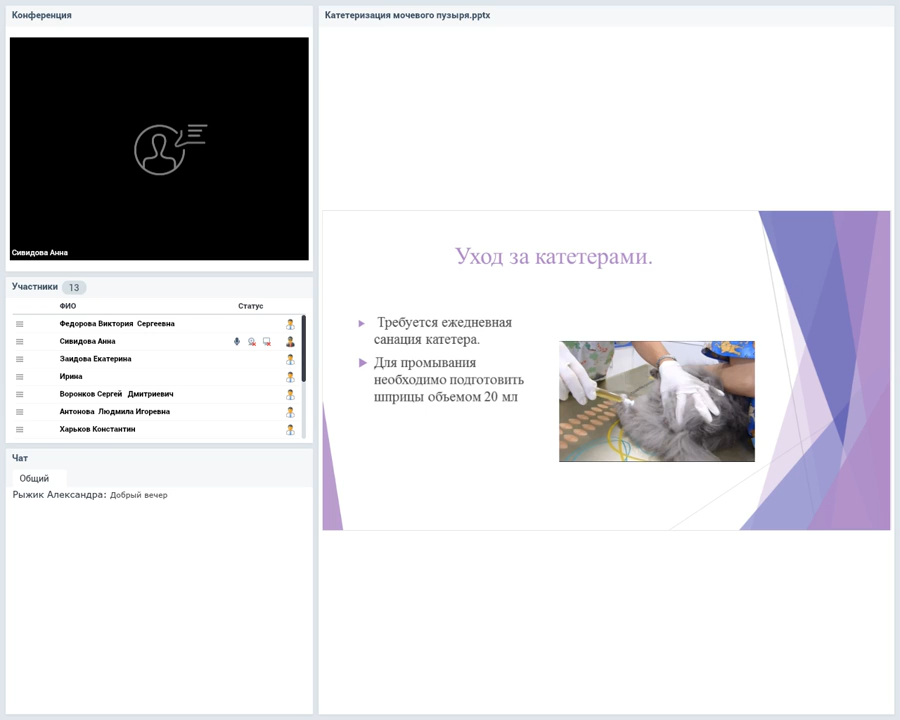 Конференция
Сивидова Анна
Участники 13
ФИО Статус
Федорова Виктория Сергеевна
Сивидова Анна
Заидова Екатерина
Ирина
Воронков Сергей Дмитриевич
Антонова Людмила Игоревна
Харьков Константин
Чат
Общий
Рыжик Александра: Добрый вечер
Катетеризация мочевого пузыря.pptx
Уход за катетерами.
Требуется ежедневная
санация катетера.
Для промывания
необходимо подготовить
шприцы объемом 20 мл